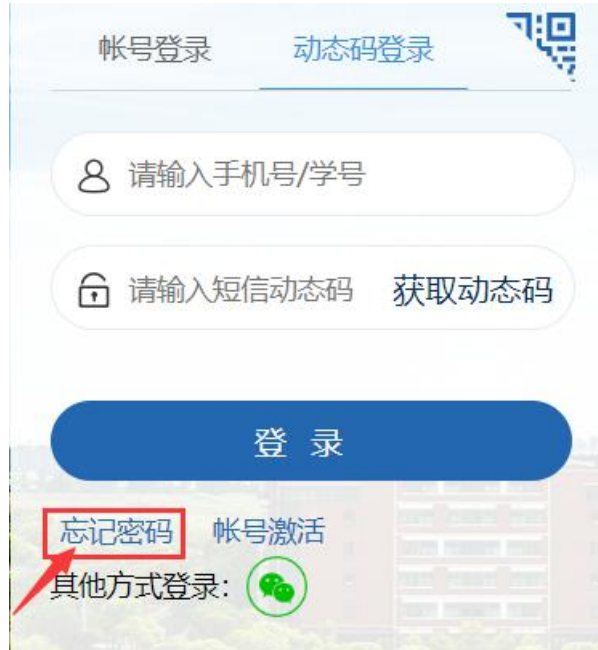 帐号登录 动态码登录
请输入手机号/学号
请输入短信动态码 获取动态码
登 录
忘记密码 帐号激活
其他方式登录：